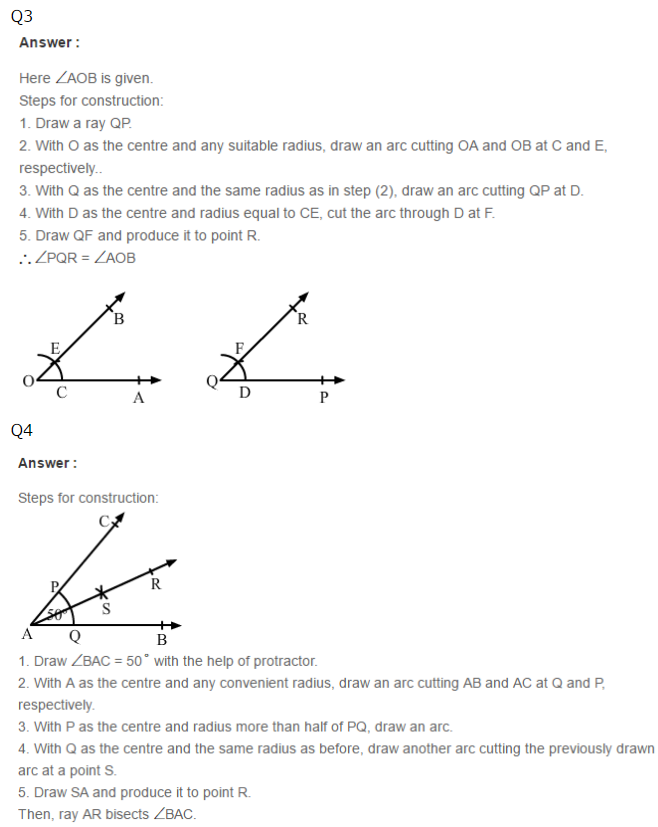 Q3
Answer :
Here ∠AOB is given.
Steps for construction:
1. Draw a ray QP.
2. With O as the centre and any suitable radius, draw an arc cutting OA and OB at C and E,
respectively..
3. With Q as the centre and the same radius as in step (2), draw an arc cutting QP at D.
4. With D as the centre and radius equal to CE, cut the arc through D at F.
5. Draw QF and produce it to point R.
∴ ∠PQR = ∠AOB
B R
E F
O C A Q D P
Q4
Answer :
Steps for construction:
C
P S R
50°
A Q B
1. Draw ∠BAC = 50° with the help of protractor.
2. With A as the centre and any convenient radius, draw an arc cutting AB and AC at Q and P,
respectively.
3. With P as the centre and radius more than half of PQ, draw an arc.
4. With Q as the centre and the same radius as before, draw another arc cutting the previously drawn
arc at a point S.
5. Draw SA and produce it to point R.
Then, ray AR bisects ∠BAC.